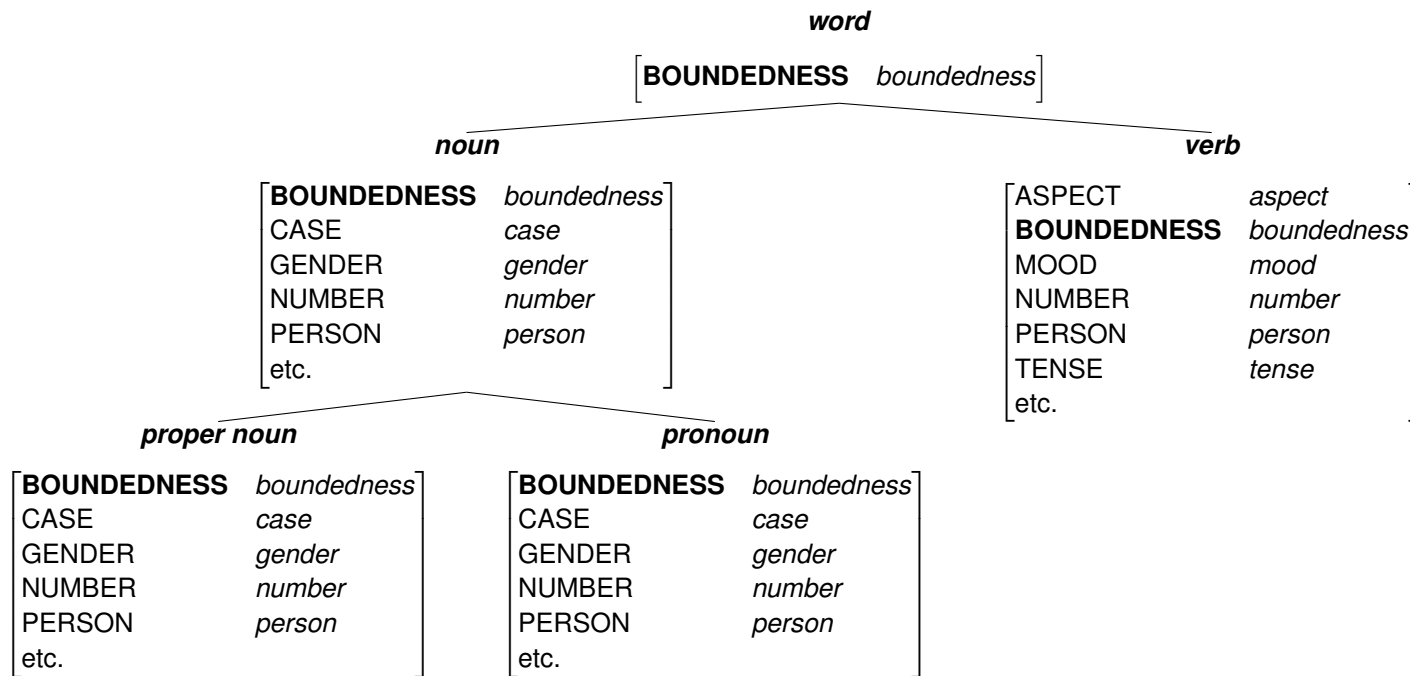 word
BOUNDEDNESS boundedness
noun
BOUNDEDNESS boundedness
CASE case
GENDER gender
NUMBER number
PERSON person
etc.
verb
ASPECT aspect
BOUNDEDNESS boundedness
MOOD mood
NUMBER number
PERSON person
TENSE tense
etc.
proper noun
BOUNDEDNESS boundedness
CASE case
GENDER gender
NUMBER number
PERSON person
etc.
pronoun
BOUNDEDNESS boundedness
CASE case
GENDER gender
NUMBER number
PERSON person
etc.